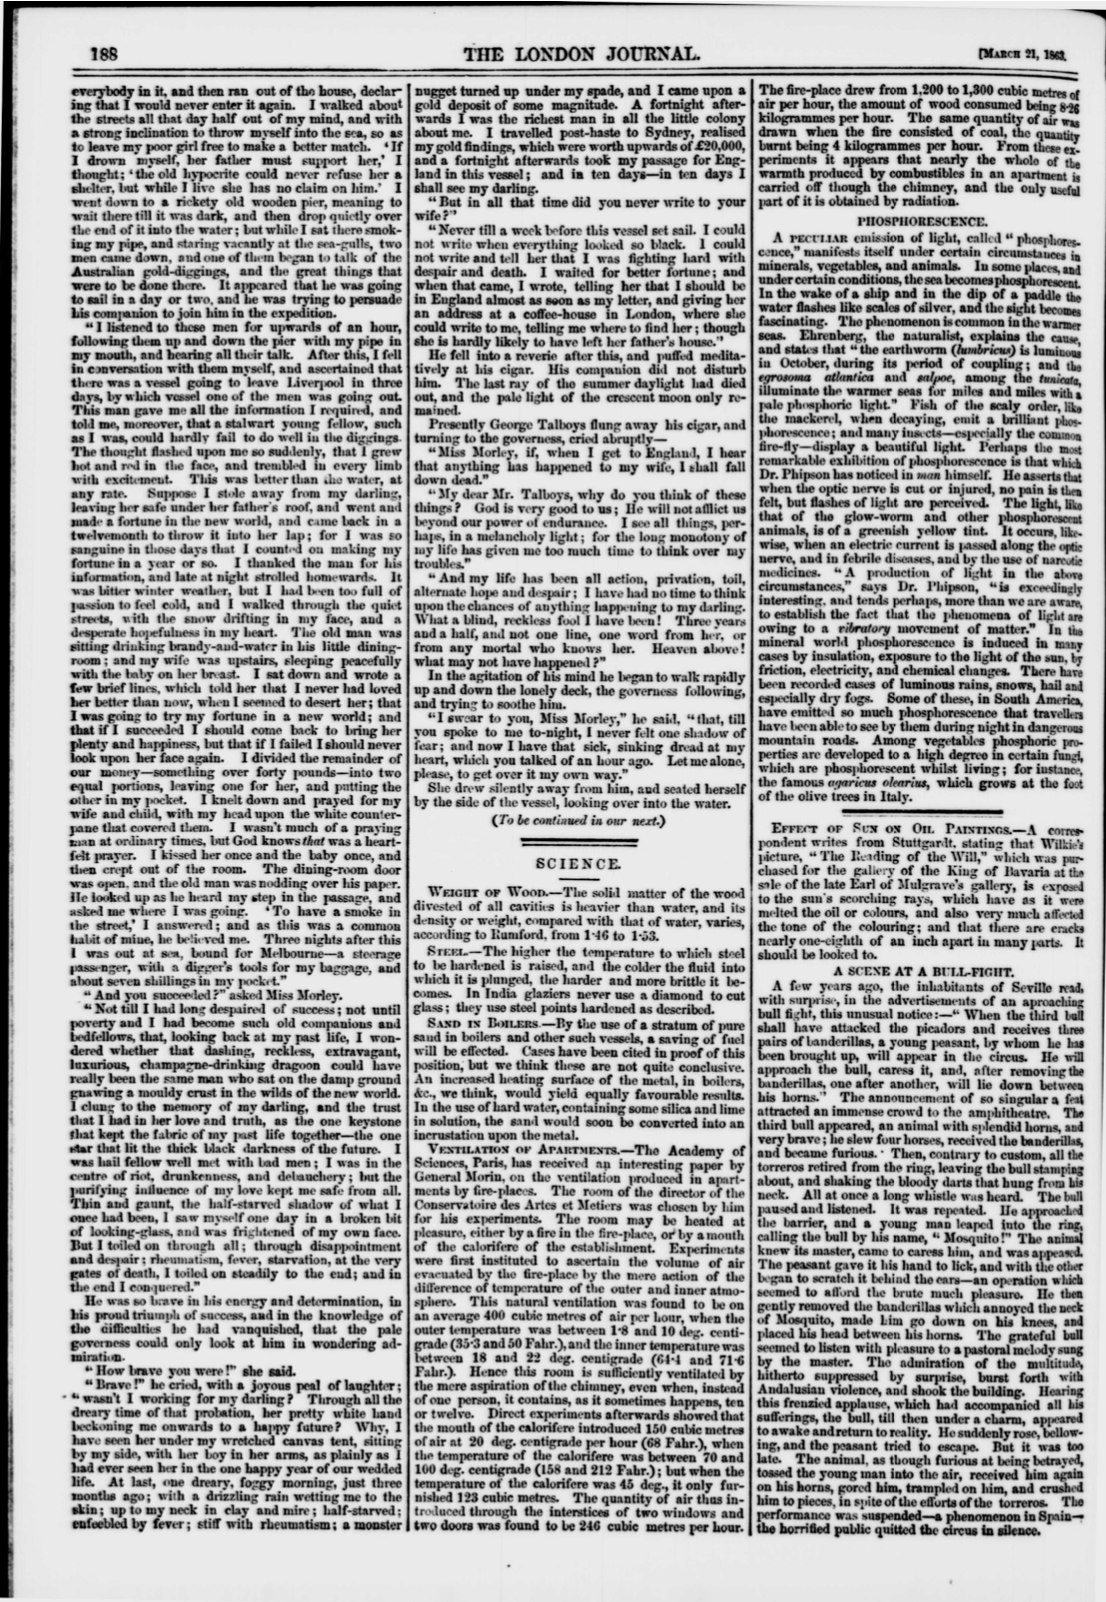 188
THE LONDON JOURNAL.
[MARCH 21, 1863.
everybody in it, and then ran out of the house, declar-
ing that I would never enter it again. I walked about
the streets all that day half out of my mind, and with
a strong inclination to throw myself into the sea, so as
to leave my poor girl free to make a better match. ‘If
I drown myself, her father must support her,’ I
thought; ‘the old hypocrite could never refuse her a
shelter, but while I live she has no claim on him.’ I
went down to a rickety old wooden pier, meaning to
wait there till it was dark, and then drop quietly over
the end of it into the water; but while I sat there smok-
ing my pipe, and staring vacantly at the sea-gulls, two
men came down, and one of them began to talk of the
Australian gold-diggings, and the great things that
were to be done there. It appeared that he was going
to sail in a day or two, and he was trying to persuade
his companion to join him in the expedition.
“I listened to these men for upwards of an hour,
following them up and down the pier with my pipe in
my mouth, and hearing all their talk. After this, I fell
in conversation with them myself, and ascertained that
there was a vessel going to leave Liverpool in three
days, by which vessel one of the men was going out.
This man gave me all the information I required, and
told me, moreover, that a stalwart young fellow, such
as I was, could hardly fail to do well in the diggings.
The thought flashed upon me so suddenly, that I grew
hot and red in the face, and trembled in every limb
with excitement. This was better than the water, at
any rate. Suppose I stole away from my darling,
leaving her safe under her father's roof, and went and
made a fortune in the new world, and came back in a
twelvemonth to throw it into her lap; for I was so
sanguine in those days that I counted on making my
fortune in a year or so. I thanked the man for his
information, and late at night strolled homewards. It
was bitter winter weather, but I had been too full of
passion to feel cold, and I walked through the quiet
streets, with the snow drifting in my face, and a
desperate hopefulness in my heart. The old man was
sitting drinking brandy-and-water in his little dining-
room; and my wife was upstairs, sleeping peacefully
with the baby on her breast. I sat down and wrote a
few brief lines, which told her that I never had loved
her better than now, when I seemed to desert her; that
I was going to try my fortune in a new world; and
that if I succeeded I should come back to bring her
plenty and happiness, but that if I failed I should never
look upon her face again. I divided the remainder of
our money—something over forty pounds—into two
equal portions, leaving one for her, and putting the
other in my pocket. I knelt down and prayed for my
wife and child, with my head upon the white counter-
pane that covered them. I wasn't much of a praying
man at ordinary times, but God knows that was a heart-
felt prayer. I kissed her once and the baby once, and
then crept out of the room. The dining-room door
was open, and the old man was nodding over his paper.
He looked up as he heard my step in the passage, and
asked me where I was going. ‘To have a smoke in
the street,’ I answered; and as this was a common
habit of mine, he believed me. Three nights after this
I was out at sea, bound for Melbourne—a steerage
passenger, with a digger's tools for my baggage, and
about seven shillings in my pocket.”
“And you succeeded?” asked Miss Morley.
“Not till I had long despaired of success; not until
poverty and I had become such old companions and
bedfellows, that, looking back at my past life, I won-
dered whether that dashing, reckless, extravagant,
luxurious, champagne-drinking dragoon could have
really been the same man who sat on the damp ground
gnawing a mouldy crust in the wilds of the new world.
I clung to the memory of my darling, and the trust
that I had in her love and truth, as the one keystone
that kept the fabric of my past life together—the one
star that lit the thick black darkness of the future. I
was hail fellow well met with bad men; I was in the
centre of riot, drunkenness, and debauchery; but the
purifying influence of my love kept me safe from all.
Thin and gaunt, the half-starved shadow of what I
once had been, I saw myself one day in a broken bit
of looking-glass, and was frightened of my own face.
But I toiled on through all; through disappointment
and despair; rheumatism, fever, starvation, at the very
gates of death, I toiled on steadily to the end; and in
the end I conquered.”
He was so brave in his energy and determination, in
his proud triumph of success, and in the knowledge of
the difficulties he had vanquished, that the pale
governess could only look at him in wondering ad-
miration.
“How brave you were!” she said.
“Brave!” he cried, with a joyous peal of laughter;
“wasn't I working for my darling? Through all the
dreary time of that probation, her pretty white hand
beckoning me onwards to a happy future? Why, I
have seen her under my wretched canvas tent, sitting
by my side, with her boy in her arms, as plainly as I
had ever seen her in the one happy year of our wedded
life. At last, one dreary, foggy morning, just three
months ago; with a drizzling rain wetting me to the
skin; up to my neck in clay and mire; half-starved;
enfeebled by fever; stiff with rheumatism; a monster
nugget turned up under my spade, and I came upon a
gold deposit of some magnitude. A fortnight after-
wards I was the richest man in all the little colony
about me. I travelled post-haste to Sydney, realised
my gold findings, which were worth upwards of £20,000,
and a fortnight afterwards took my passage for Eng-
land in this vessel; and in ten days—in ten days I
shall see my darling.
“But in all that time did you never write to your
wife?”
“Never till a week before this vessel set sail. I could
not write when everything looked so black. I could
not write and tell her that I was fighting hard with
despair and death. I waited for better fortune; and
when that came, I wrote, telling her that I should be
in England almost as soon as my letter, and giving her
an address at a coffee-house in London, where she
could write to me, telling me where to find her; though
she is hardly likely to have left her father's house.”
He fell into a reverie after this, and puffed medita-
tively at his cigar. His companion did not disturb
him. The last ray of the summer daylight had died
out, and the pale light of the crescent moon only re-
mained.
Presently George Talboys flung away his cigar, and
turning to the governess, cried abruptly—
“Miss Morley, if, when I get to England, I hear
that anything has happened to my wife, I shall fall
down dead.”
“My dear Mr. Talboys, why do you think of these
things? God is very good to us; He will not afflict us
beyond our power of endurance. I see all things, per-
haps, in a melancholy light; for the long monotony of
my life has given me too much time to think over my
troubles.”
“And my life has been all action, privation, toil,
alternate hope and despair; I have had no time to think
upon the chances of anything happening to my darling.
What a blind, reckless fool I have been! Three years
and a half, and not one line, one word from her, or
from any mortal who knows her. Heaven above!
what may not have happened?”
In the agitation of his mind he began to walk rapidly
up and down the lonely deck, the governess following,
and trying to soothe him.
“I swear to you, Miss Morley,” he said, “that, till
you spoke to me to-night, I never felt one shadow of
fear; and now I have that sick, sinking dread at my
heart, which you talked of an hour ago. Let me alone,
please, to get over it my own way.”
She drew silently away from him, and seated herself
by the side of the vessel, looking over into the water.
(To be continued in our next.)
SCIENCE.
WEIGHT OF WOOD.—The solid matter of the wood
divested of all cavities is heavier than water, and its
density or weight, compared with that of water, varies,
according to Rumford, from 1·46 to 1·53.
STEEL.—The higher the temperature to which steel
to be hardened is raised, and the colder the fluid into
which it is plunged, the harder and more brittle it be-
comes. In India glaziers never use a diamond to cut
glass; they use steel points hardened as described.
SAND IN BOILERS.—By the use of a stratum of pure
sand in boilers and other such vessels, a saving of fuel
will be effected. Cases have been cited in proof of this
position, but we think these are not quite conclusive.
An increased heating surface of the metal, in boilers,
&c., we think, would yield equally favourable results.
In the use of hard water, containing some silica and lime
in solution, the sand would soon be converted into an
incrustation upon the metal.
VENTILATION OF APARTMENTS.—The Academy of
Sciences, Paris, has received an interesting paper by
General Morin, on the ventilation produced in apart-
ments by fire-places. The room of the director of the
Conservatoire des Artes et Metiers was chosen by him
for his experiments. The room may be heated at
pleasure, either by a fire in the fire-place, or by a mouth
of the calorifere of the establishment. Experiments
were first instituted to ascertain the volume of air
evacuated by the fire-place by the mere action of the
difference of temperature of the outer and inner atmo-
sphere. This natural ventilation was found to be on
an average 400 cubic metres of air per hour, when the
outer temperature was between 1·8 and 10 deg. centi-
grade (35·3 and 50 Fahr.), and the inner temperature was
between 18 and 22 deg. centigrade (64·4 and 71·6
Fahr.). Hence this room is sufficiently ventilated by
the mere aspiration of the chimney, even when, instead
of one person, it contains, as it sometimes happens, ten
or twelve. Direct experiments afterwards showed that
the mouth of the calorifere introduced 150 cubic metres
of air at 20 deg. centigrade per hour (68 Fahr.), when
the temperature of the calorifere was between 70 and
100 deg. centigrade (158 and 212 Fahr.); but when the
temperature of the calorifere was 45 deg., it only fur-
nished 123 cubic metres. The quantity of air thus in-
troduced through the interstices of two windows and
two doors was found to be 246 cubic metres per hour.
The fire-place drew from 1,200 to 1,300 cubic metres of
air per hour, the amount of wood consumed being 8·26
kilogrammes per hour. The same quantity of air was
drawn when the fire consisted of coal, the quantity
burnt being 4 kilogrammes per hour. From these ex-
periments it appears that nearly the whole of the
warmth produced by combustibles in an apartment is
carried off though the chimney, and the only useful
part of it is obtained by radiation.
PHOSPHORESCENCE.
A PECULIAR emission of light, called “phosphores-
cence,” manifests itself under certain circumstances in
minerals, vegetables, and animals. In some places, and
under certain conditions, the sea becomes phosphorescent.
In the wake of a ship and in the dip of a paddle the
water flashes like scales of silver, and the sight becomes
fascinating. The phenomenon is common in the warmer
seas. Ehrenberg, the naturalist, explains the cause,
and states that “the earthworm (lumbricus) is luminous
in October, during its period of coupling; and the
egrosoma atlantica and salpœ, among the tunicata,
illuminate the warmer seas for miles and miles with a
pale phosphoric light.” Fish of the scaly order, like
the mackerel, when decaying, emit a brilliant phos-
phorescence; and many insects—especially the common
fire-fly—display a beautiful light. Perhaps the most
remarkable exhibition of phosphorescence is that which
Dr. Phipson has noticed in man himself. He asserts that
when the optic nerve is cut or injured, no pain is then
felt, but flashes of light are perceived. The light, like
that of the glow-worm and other phosphorescent
animals, is of a greenish yellow tint. It occurs, like-
wise, when an electric current is passed along the optic
nerve, and in febrile diseases, and by the use of narcotic
medicines. “A production of light in the above
circumstances,” says Dr. Phipson, “is exceedingly
interesting, and tends perhaps, more than we are aware,
to establish the fact that the phenomena of light are
owing to a vibratory movement of matter.” In the
mineral world phosphorescence is induced in many
cases by insulation, exposure to the light of the sun, by
friction, electricity, and chemical changes. There have
been recorded cases of luminous rains, snows, hail and
especially dry fogs. Some of these, in South America,
have emitted so much phosphorescence that travellers
have been able to see by them during night in dangerous
mountain roads. Among vegetables phosphoric pro-
perties are developed to a high degree in certain fungi,
which are phosphorescent whilst living; for instance,
the famous agaricus olearius, which grows at the foot
of the olive trees in Italy.
EFFECT OF SUN ON OIL PAINTINGS.—A corres-
pondent writes from Stuttgardt, stating that Wilkie's
picture, “The Reading of the Will,” which was pur-
chased for the gallery of the King of Bavaria at the
sale of the late Earl of Mulgrave's gallery, is exposed
to the sun's scorching rays, which have as it were
melted the oil or colours, and also very much affected
the tone of the colouring; and that there are cracks
nearly one-eighth of an inch apart in many parts. It
should be looked to.
A SCENE AT A BULL-FIGHT.
A few years ago, the inhabitants of Seville read,
with surprise, in the advertisements of an aproaching
bull fight, this unusual notice:—“When the third bull
shall have attacked the picadors and receives three
pairs of banderillas, a young peasant, by whom he has
been brought up, will appear in the circus. He will
approach the bull, caress it, and, after removing the
banderillas, one after another, will lie down between
his horns.” The announcement of so singular a feat
attracted an immense crowd to the amphitheatre. The
third bull appeared, an animal with splendid horns, and
very brave; he slew four horses, received the banderillas,
and became furious. Then, contrary to custom, all the
torreros retired from the ring, leaving the bull stamping
about, and shaking the bloody darts that hung from his
neck. All at once a long whistle was heard. The bull
paused and listened. It was repeated. He approached
the barrier, and a young man leaped into the ring,
calling the bull by his name, “Mosquito!” The animal
knew its master, came to caress him, and was appeased.
The peasant gave it his hand to lick, and with the other
began to scratch it behind the ears—an operation which
seemed to afford the brute much pleasure. He then
gently removed the banderillas which annoyed the neck
of Mosquito, made him go down on his knees, and
placed his head between his horns. The grateful bull
seemed to listen with pleasure to a pastoral melody sung
by the master. The admiration of the multitude,
hitherto suppressed by surprise, burst forth with
Andalusian violence, and shook the building. Hearing
this frenzied applause, which had accompanied all his
sufferings, the bull, till then under a charm, appeared
to awake and return to reality. He suddenly rose, bellow-
ing, and the peasant tried to escape. But it was too
late. The animal, as though furious at being betrayed,
tossed the young man into the air, received him again
on his horns, gored him, trampled on him, and crushed
him to pieces, in spite of the efforts of the torreros. The
performance was suspended—a phenomenon in Spain—
the horrified public quitted the circus in silence.